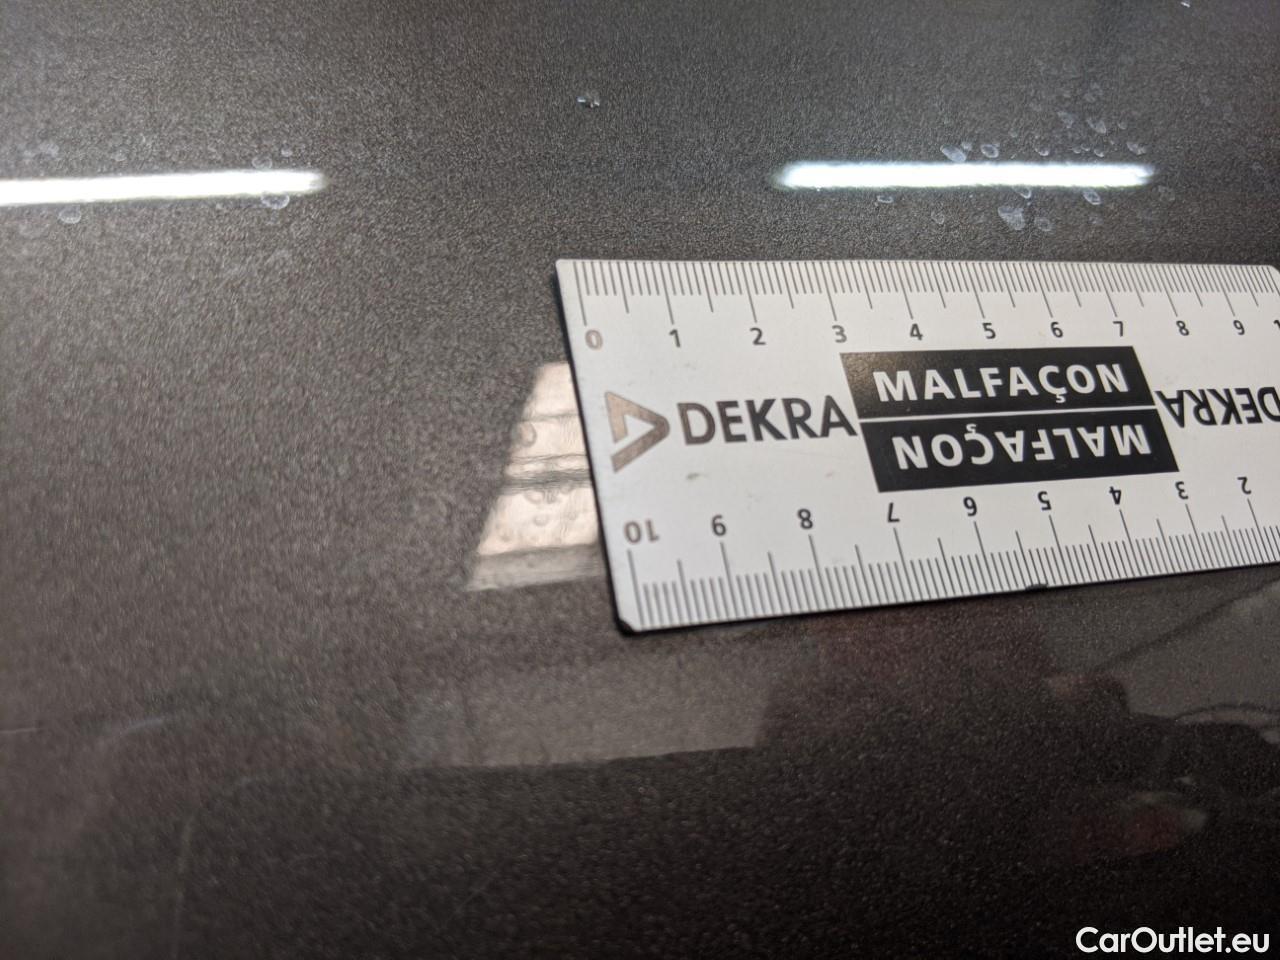 0 1 2 3 4 5 6 7 8 9 1
DEKRA MALFAÇON DEKRA
MALFAÇON
10 9 8 7 6 5 4 3 2
CarOutlet.eu